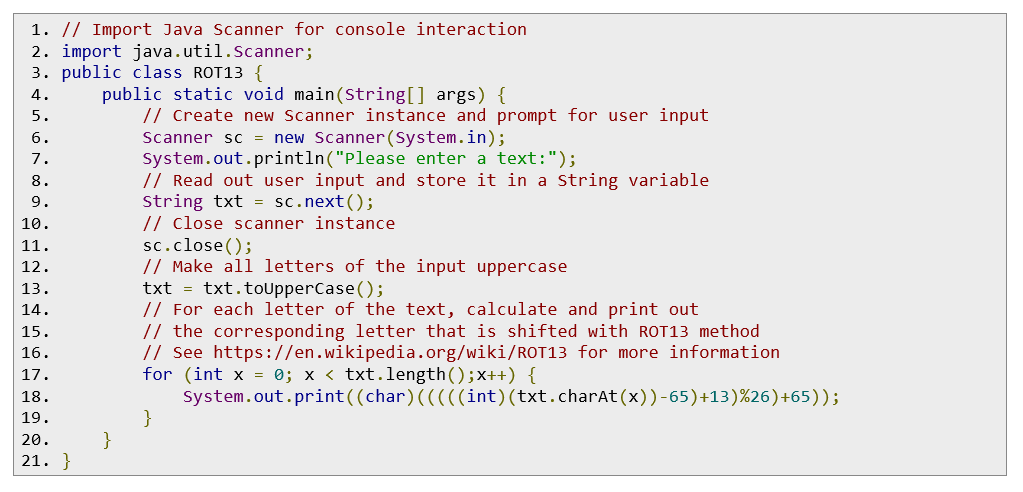 1. // Import Java Scanner for console interaction
2. import java.util.Scanner;
3. public class ROT13 {
4.     public static void main(String[] args) {
5.         // Create new Scanner instance and prompt for user input
6.         Scanner sc = new Scanner(System.in);
7.         System.out.println("Please enter a text:");
8.         // Read out user input and store it in a String variable
9.         String txt = sc.next();
10.         // Close scanner instance
11.         sc.close();
12.         // Make all letters of the input uppercase
13.         txt = txt.toUpperCase();
14.         // For each letter of the text, calculate and print out
15.         // the corresponding letter that is shifted with ROT13 method
16.         // See https://en.wikipedia.org/wiki/ROT13 for more information
17.         for (int x = 0; x < txt.length();x++) {
18.             System.out.print((char)(((((int)(txt.charAt(x))-65)+13)%26)+65));
19.         }
20.     }
21. }